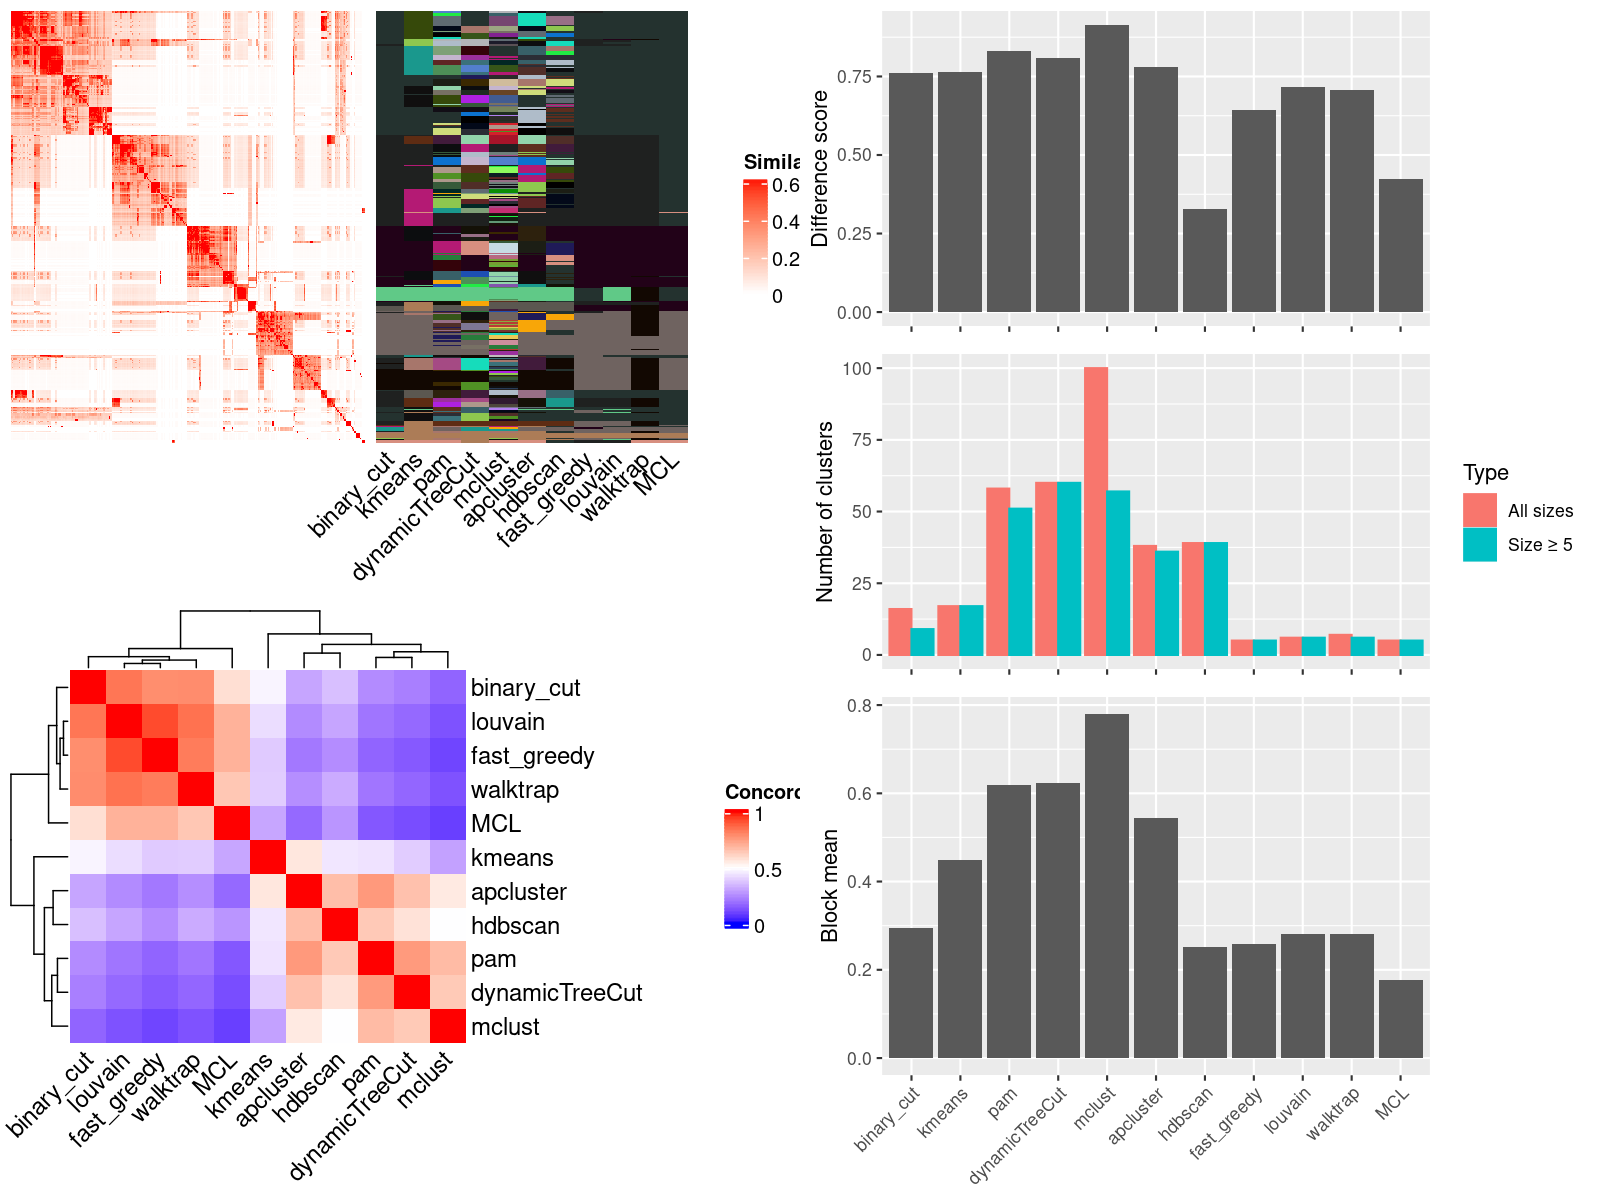 Simila
0.6
0.4
0.2
0
binary_cut
kmeans
pam
dynamicTreeCut
mclust
apcluster
hdbscan
fast_greedy
louvain
walktrap
MCL
Difference score
0.75
0.50
0.25
0.00
Number of clusters
100
75
50
25
0
Type
All sizes
Size ≥ 5
Block mean
0.8
0.6
0.4
0.2
0.0
binary_cut
kmeans
pam
dynamicTreeCut
mclust
apcluster
hdbscan
fast_greedy
louvain
walktrap
MCL
binary_cut
louvain
fast_greedy
walktrap
MCL
kmeans
apcluster
hdbscan
pam
dynamicTreeCut
mclust
Concord
1
0.5
0
binary_cut
louvain
fast_greedy
walktrap
MCL
kmeans
apcluster
hdbscan
pam
dynamicTreeCut
mclust